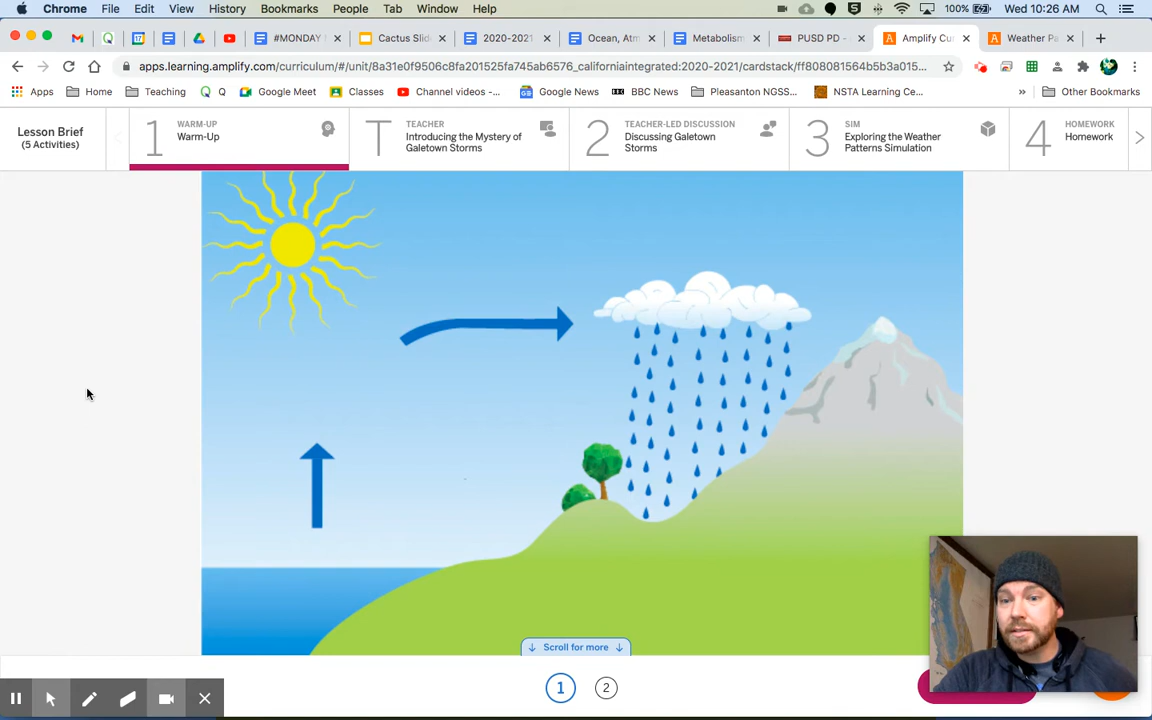 Chrome File Edit View History Bookmarks People Tab Window Help 100% Wed 10:26 AM
#MONDAY Cactus Slid 2020-2021 Ocean, Atm Metabolism PUSD PD - Amplify Cu Weather Pa
apps.learning.amplify.com/curriculum/#/unit/8a31e0f9506c8fa201525fa745ab6576_californiaintegrated:2020-2021/cardstack/ff808081564b5b3a015...
Apps Home Teaching Q Google Meet Classes Channel videos -... Google News BBC News Pleasanton NGSS... NSTA Learning Ce... » Other Bookmarks
Lesson Brief
(5 Activities)
1 WARM-UP
Warm-Up
T TEACHER
Introducing the Mystery of
Galetown Storms
2 TEACHER-LED DISCUSSION
Discussing Galetown
Storms
3 SIM
Exploring the Weather
Patterns Simulation
4 HOMEWORK
Homework
Scroll for more
1 2